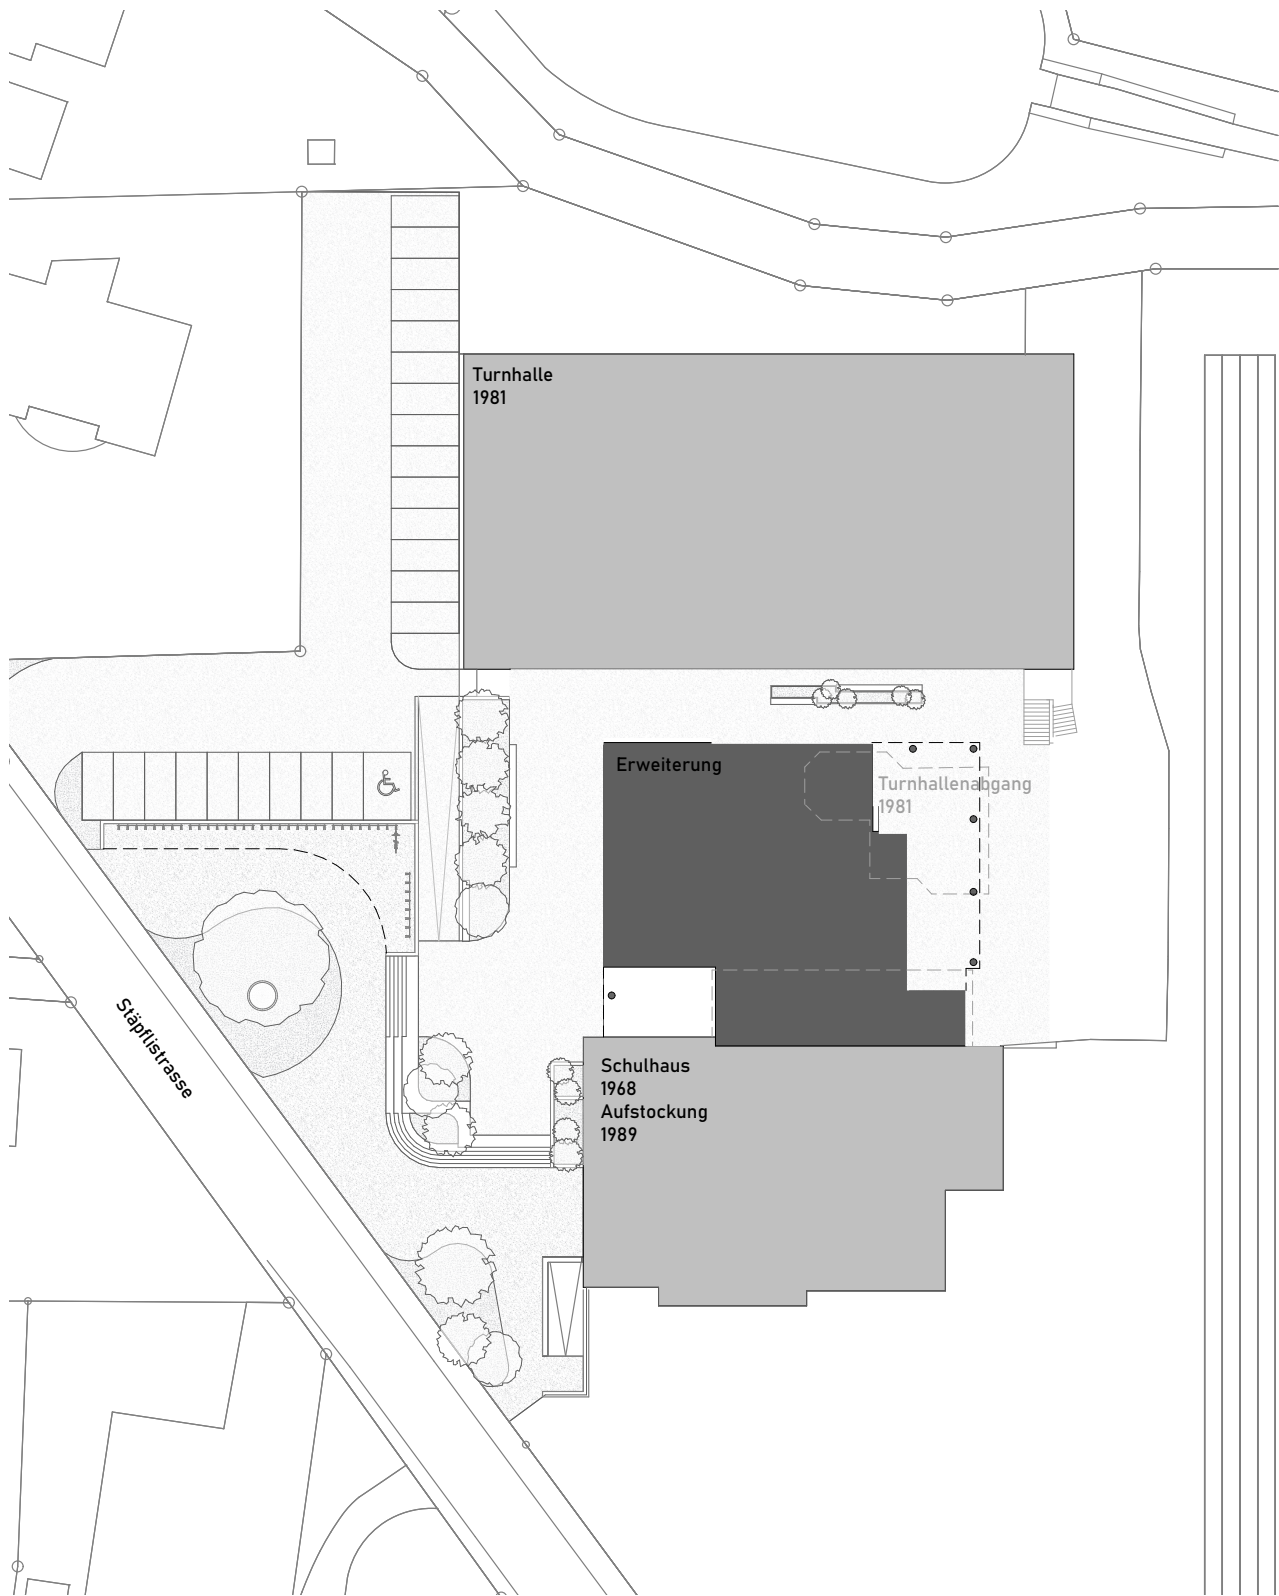 Turnhalle
1981
Erweiterung
Turnhallenabgang
1981
Stäpflistrasse
Schulhaus
1968
Aufstockung
1989